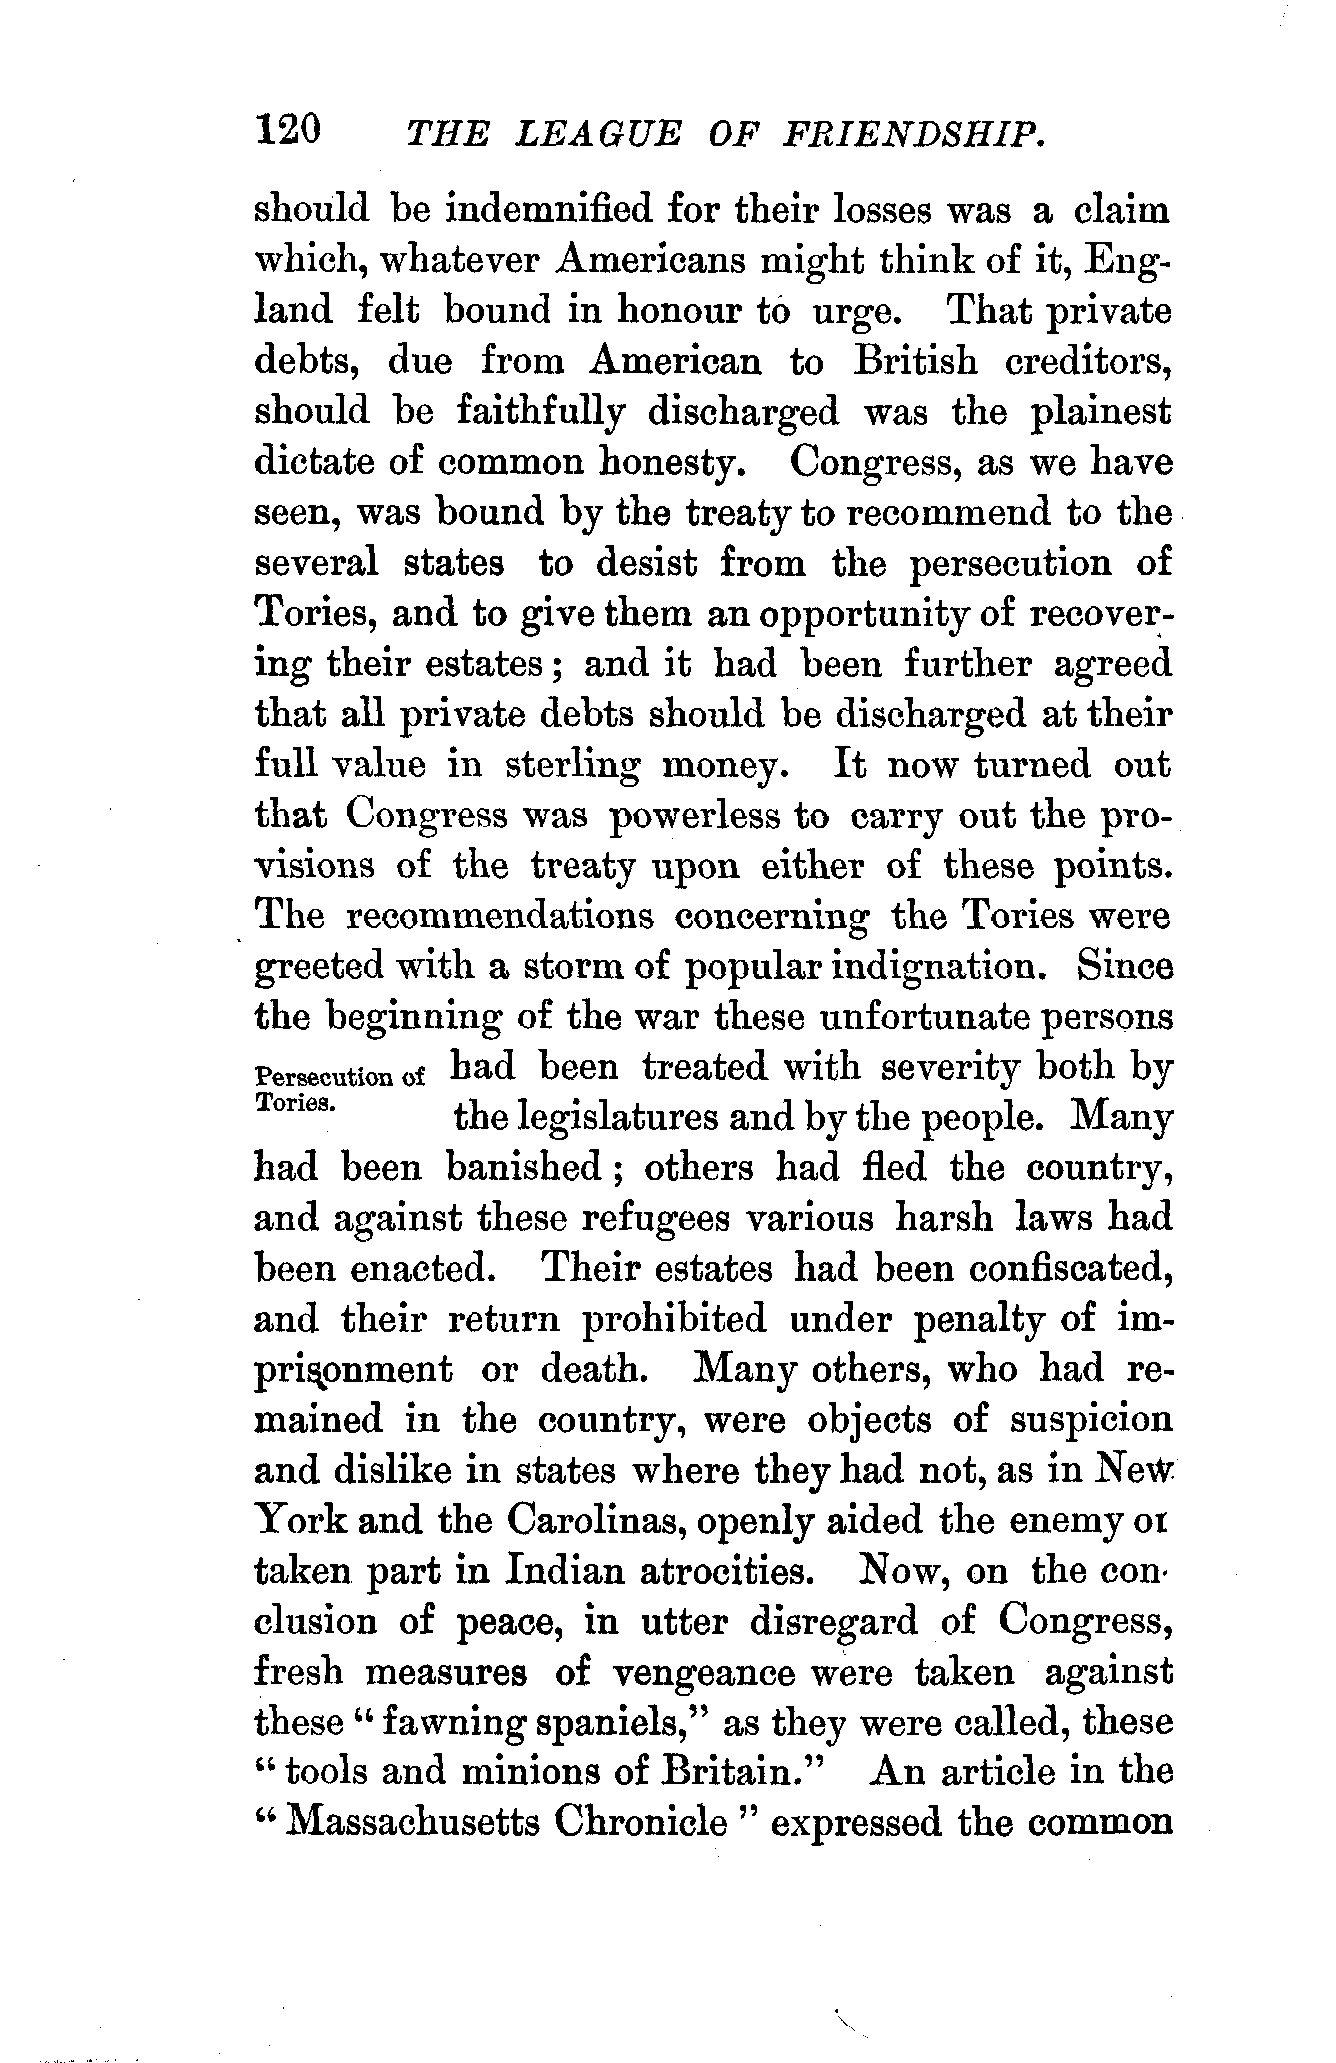 120 THE LEAGUE OF FRIENDSHIP.
should be indemnified for their losses was a claim
which, whatever Americans might think of it, Eng-
land felt bound in honour to urge. That private
debts, due from American to British creditors,
should be faithfully discharged was the plainest
dictate of common honesty. Congress, as we have
seen, was bound by the treaty to recommend to the
several states to desist from the persecution of
Tories, and to give them an opportunity of recover-
ing their estates; and it had been further agreed
that all private debts should be discharged at their
full value in sterling money. It now turned out
that Congress was powerless to carry out the pro-
visions of the treaty upon either of these points.
The recommendations concerning the Tories were
greeted with a storm of popular indignation. Since
the beginning of the war these unfortunate persons
Persecution of
Tories.
had been treated with severity both by
the legislatures and by the people. Many
had been banished; others had fled the country,
and against these refugees various harsh laws had
been enacted. Their estates had been confiscated,
and their return prohibited under penalty of im-
prisonment or death. Many others, who had re-
mained in the country, were objects of suspicion
and dislike in states where they had not, as in New
York and the Carolinas, openly aided the enemy or
taken part in Indian atrocities. Now, on the con-
clusion of peace, in utter disregard of Congress,
fresh measures of vengeance were taken against
these "fawning spaniels," as they were called, these
"tools and minions of Britain." An article in the
"Massachusetts Chronicle" expressed the common